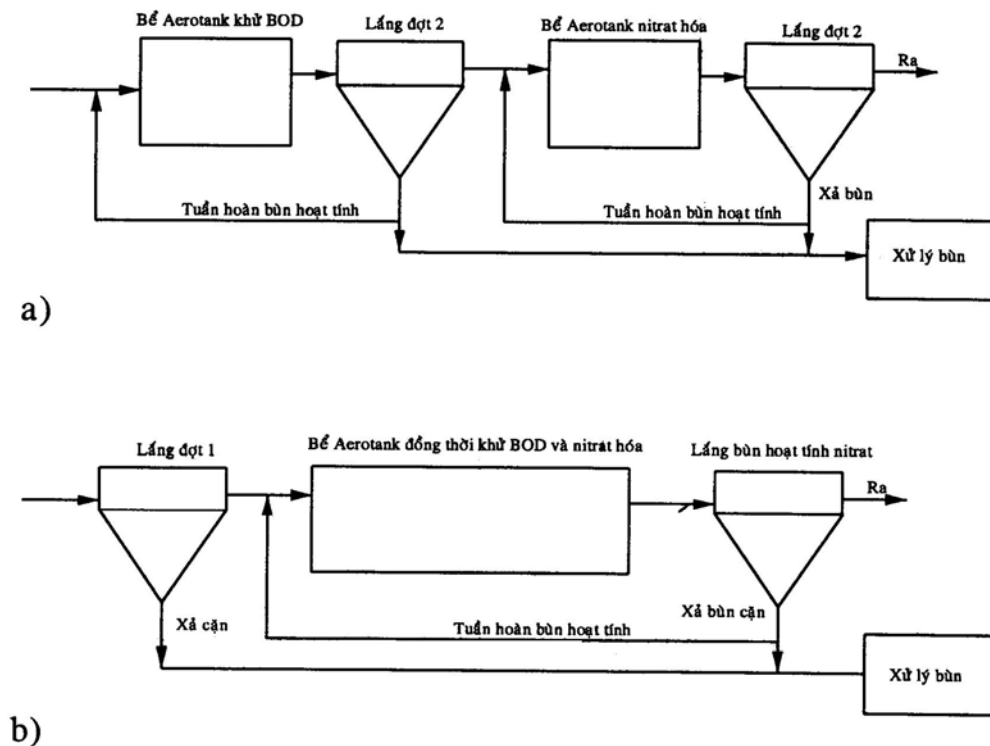 Bể Aerotank khử BOD
Lắng đợt 2
Bể Aerotank nitrat hóa
Lắng đợt 2
Ra
Xả bùn
Tuần hoàn bùn hoạt tính
Tuần hoàn bùn hoạt tính
Xử lý bùn
a)
Lắng đợt 1
Bể Aerotank đồng thời khử BOD và nitrat hóa
Lắng bùn hoạt tính nitrat
Ra
Xả cặn
Xả bùn cặn
Tuần hoàn bùn hoạt tính
Xử lý bùn
b)